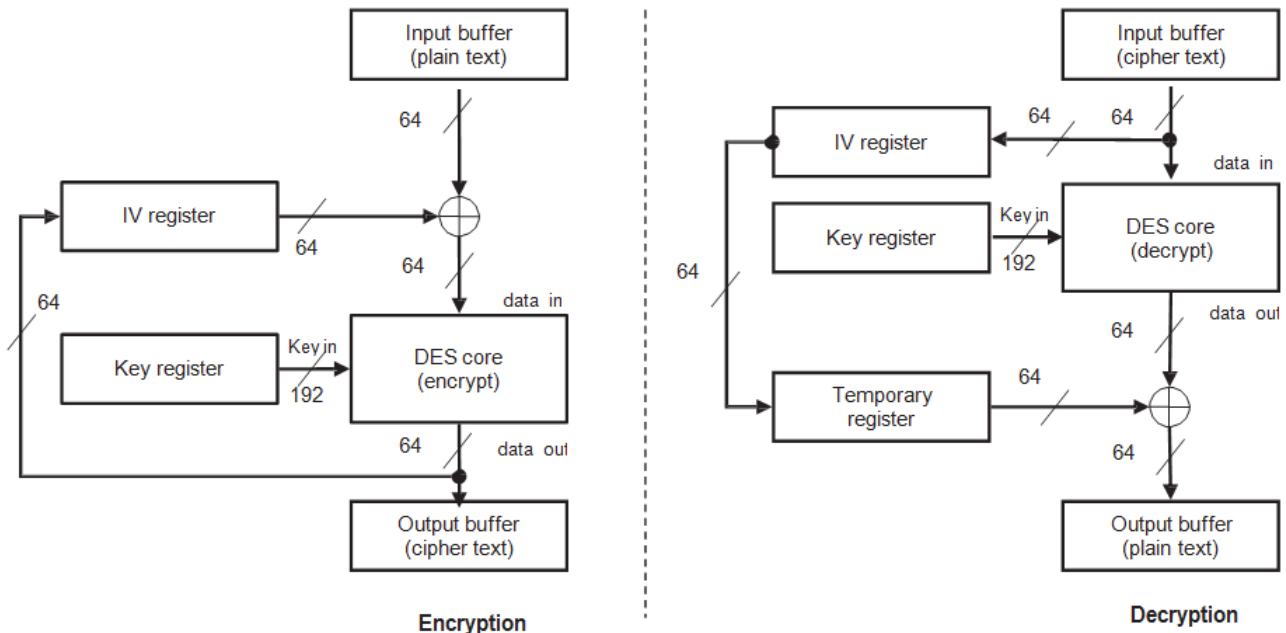 Input buffer
(plain text)
64
IV register
64
64
64
data in
Key register
Key in
192
DES core
(encrypt)
64
data out
Output buffer
(cipher text)
Encryption
Input buffer
(cipher text)
64
64
IV register
data in
Key register
Key in
192
DES core
(decrypt)
64
data out
64
Temporary
register
64
64
Output buffer
(plain text)
Decryption